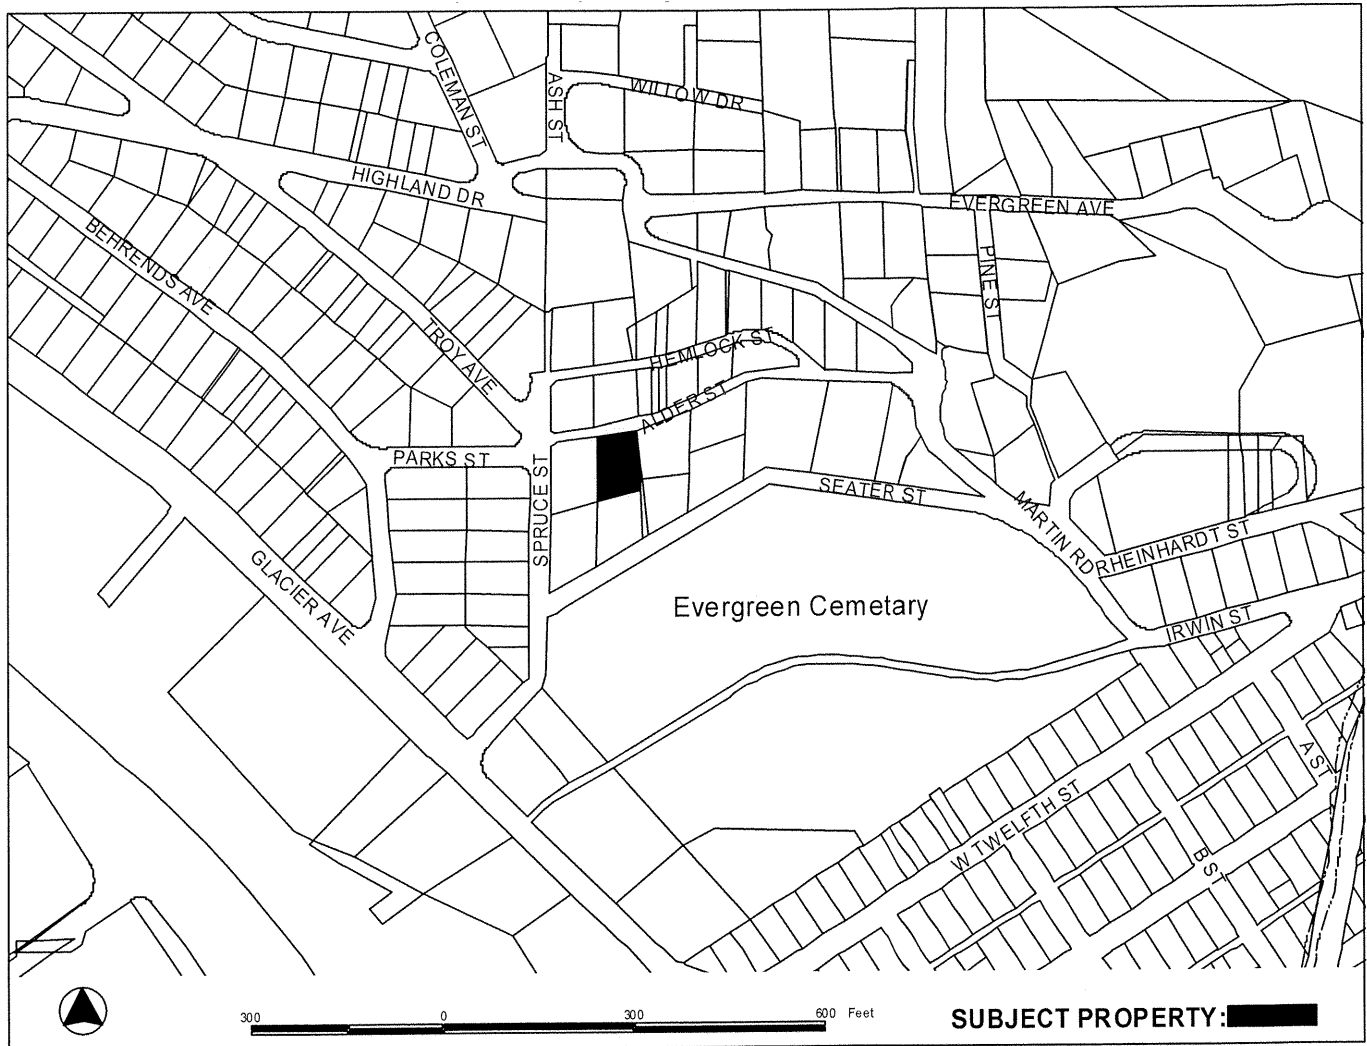 COLEMAN ST
ASH ST
WILLOW DR
HIGHLAND DR
EVERGREEN AVE
BEHRENDS AVE
PINE ST
TROY AVE
HEMLOCK ST
ALDER ST
PARKS ST
SPRUCE ST
SEATER ST
MARTIN RD
RHEINHARDT ST
GLACIER AVE
Evergreen Cemetary
IRWIN ST
A ST
W TWELFTH ST
B ST
300 0 300 600 Feet
SUBJECT PROPERTY: